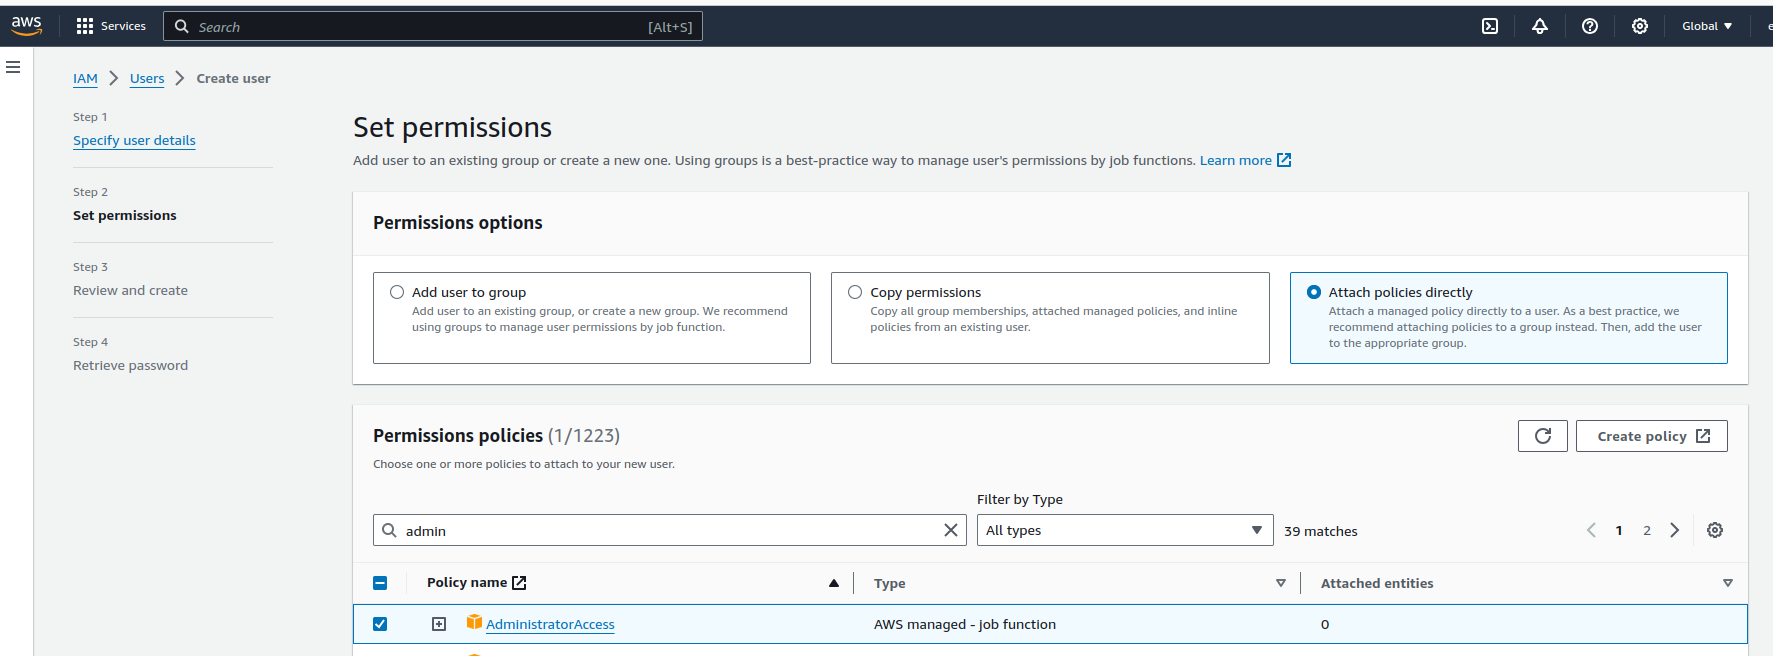 aws Services Search [Alt+S] Global
IAM Users Create user
Step 1
Specify user details
Step 2
Set permissions
Step 3
Review and create
Step 4
Retrieve password
Set permissions
Add user to an existing group or create a new one. Using groups is a best-practice way to manage user's permissions by job functions. Learn more
Permissions options
Add user to group
Add user to an existing group, or create a new group. We recommend
using groups to manage user permissions by job function.
Copy permissions
Copy all group memberships, attached managed policies, and inline
policies from an existing user.
Attach policies directly
Attach a managed policy directly to a user. As a best practice, we
recommend attaching policies to a group instead. Then, add the user
to the appropriate group.
Permissions policies (1/1223)
Create policy
Choose one or more policies to attach to your new user.
Filter by Type
admin All types 39 matches 1 2
Policy name Type Attached entities
AdministratorAccess AWS managed - job function 0